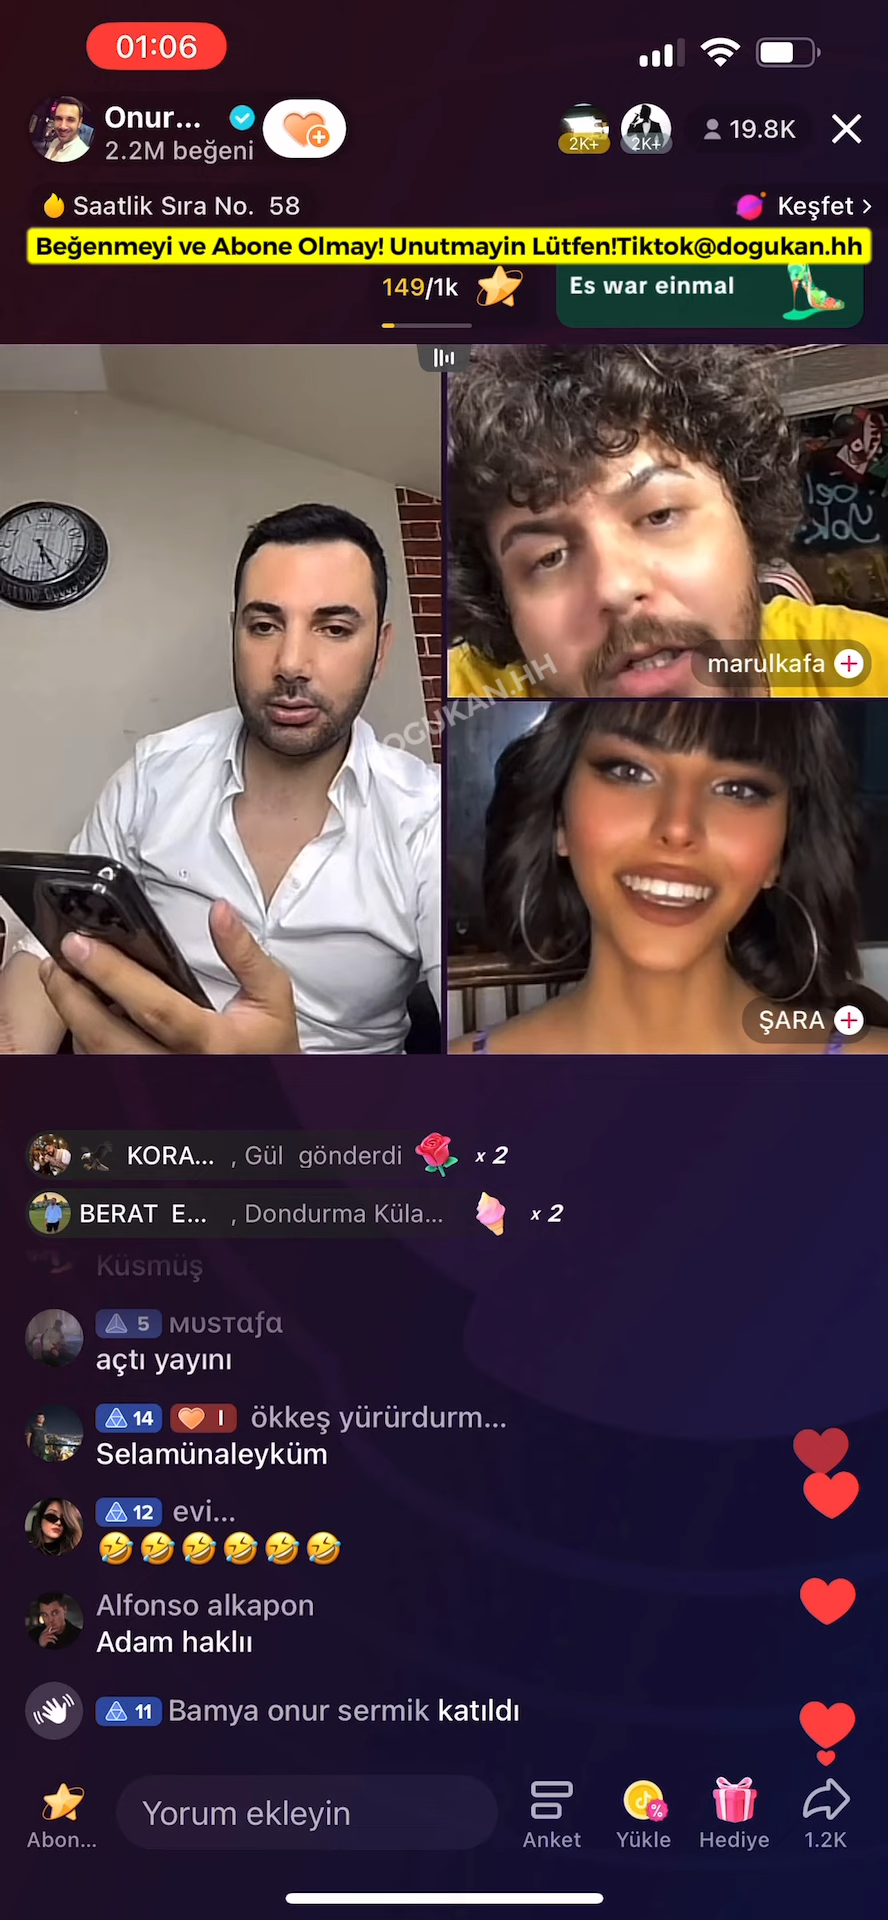 01:06
Onur...
2.2M beğeni
2K+
2K+
19.8K
Saatlik Sıra No. 58
Keşfet >
Beğenmeyi ve Abone Olmay! Unutmayin Lütfen!Tiktok@dogukan.hh
149/1k
Es war einmal
marulkafa
DOGUKAN.HH
ŞARA
KORA... , Gül gönderdi x 2
BERAT E... , Dondurma Küla... x 2
Küsmüş
5 ᴍᴜsтαfα
açtı yayını
14 I ökkeş yürürdurm...
Selamünaleyküm
12 evi...
🤣🤣🤣🤣🤣🤣
Alfonso alkapon
Adam haklıı
11 Bamya onur sermik katıldı
Abon...
Yorum ekleyin
Anket
Yükle
Hediye
1.2K